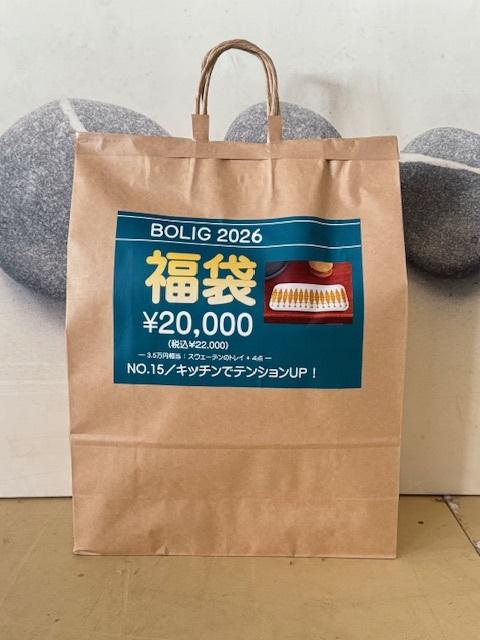 BOLIG 2026
福袋
¥20,000
(税込¥22,000)
― 3.5万円相当：スウェーデンのトレイ + 4点 ―
NO.15／キッチンでテンションUP！